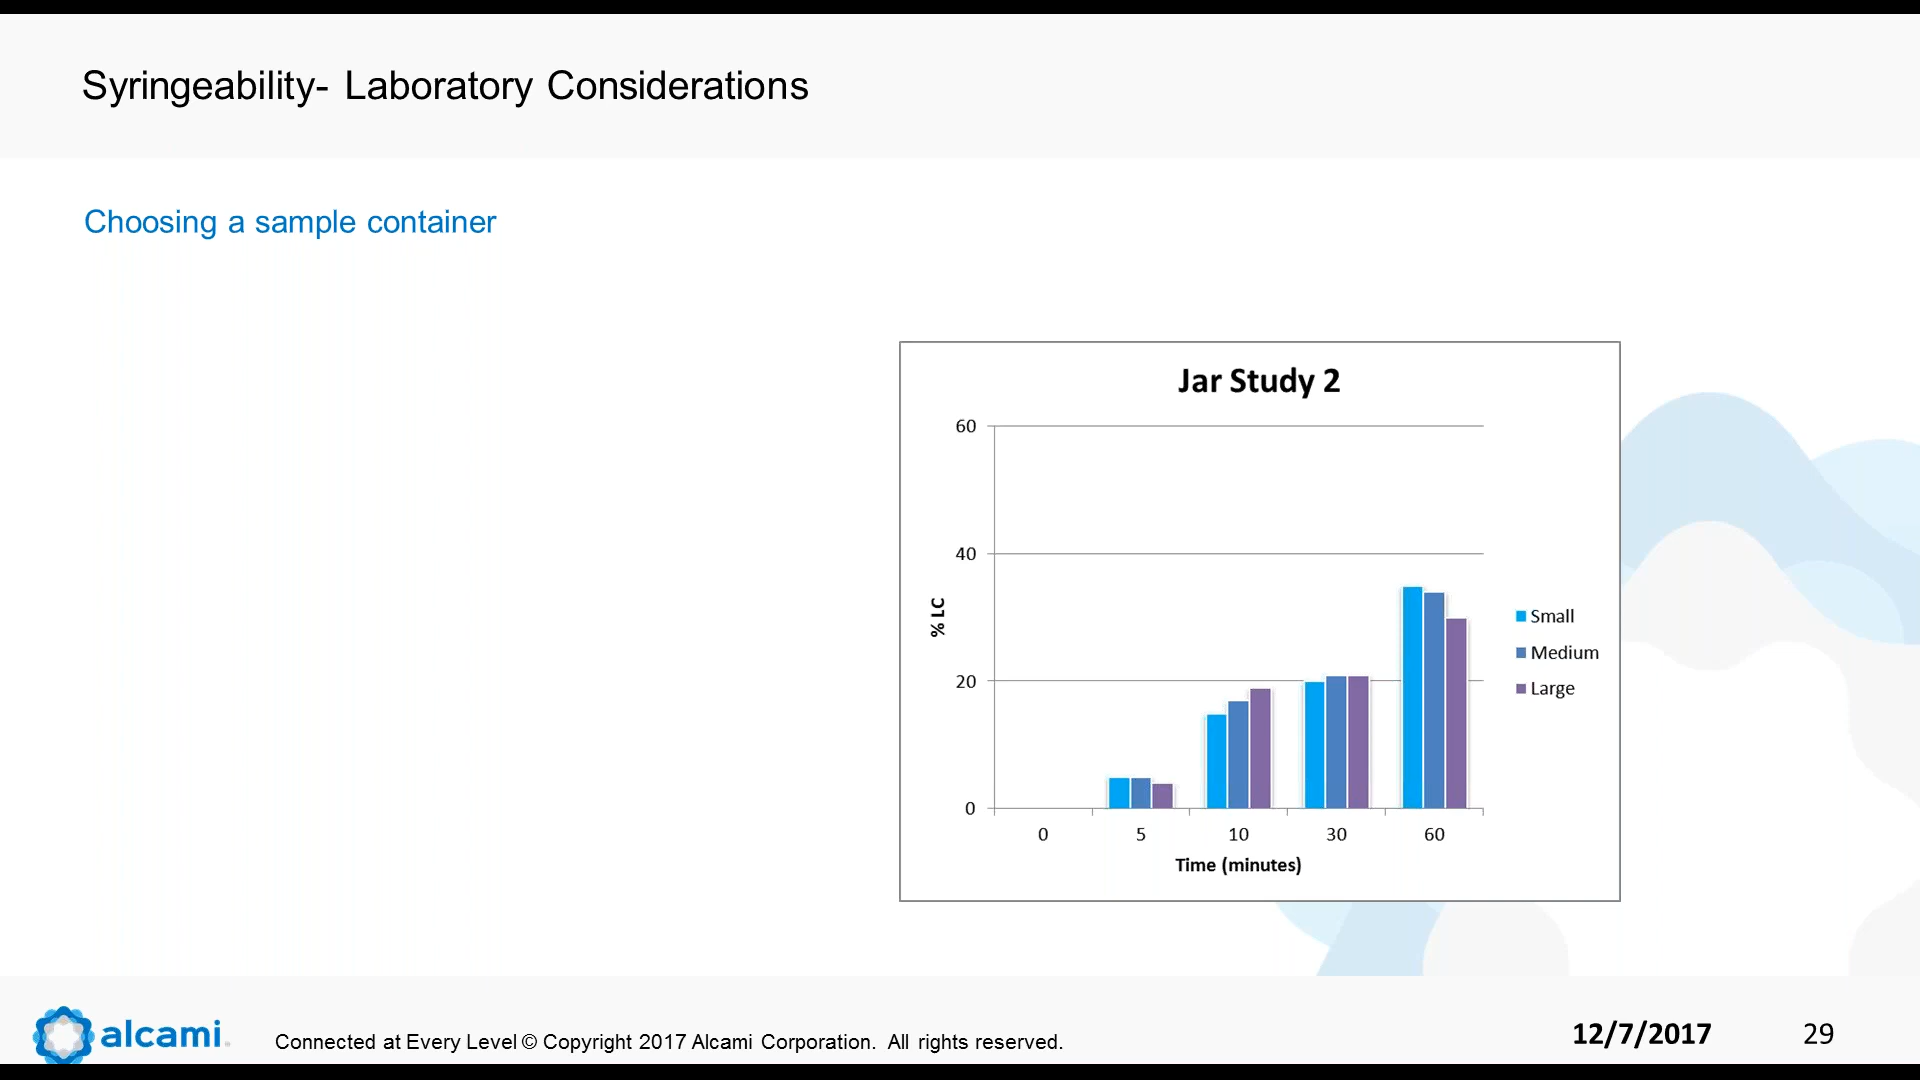 Syringeability- Laboratory Considerations
Choosing a sample container
Jar Study 2
60
40
20
0
% LC
0 5 10 30 60
Time (minutes)
Small
Medium
Large
alcami
Connected at Every Level © Copyright 2017 Alcami Corporation. All rights reserved.
12/7/2017
29